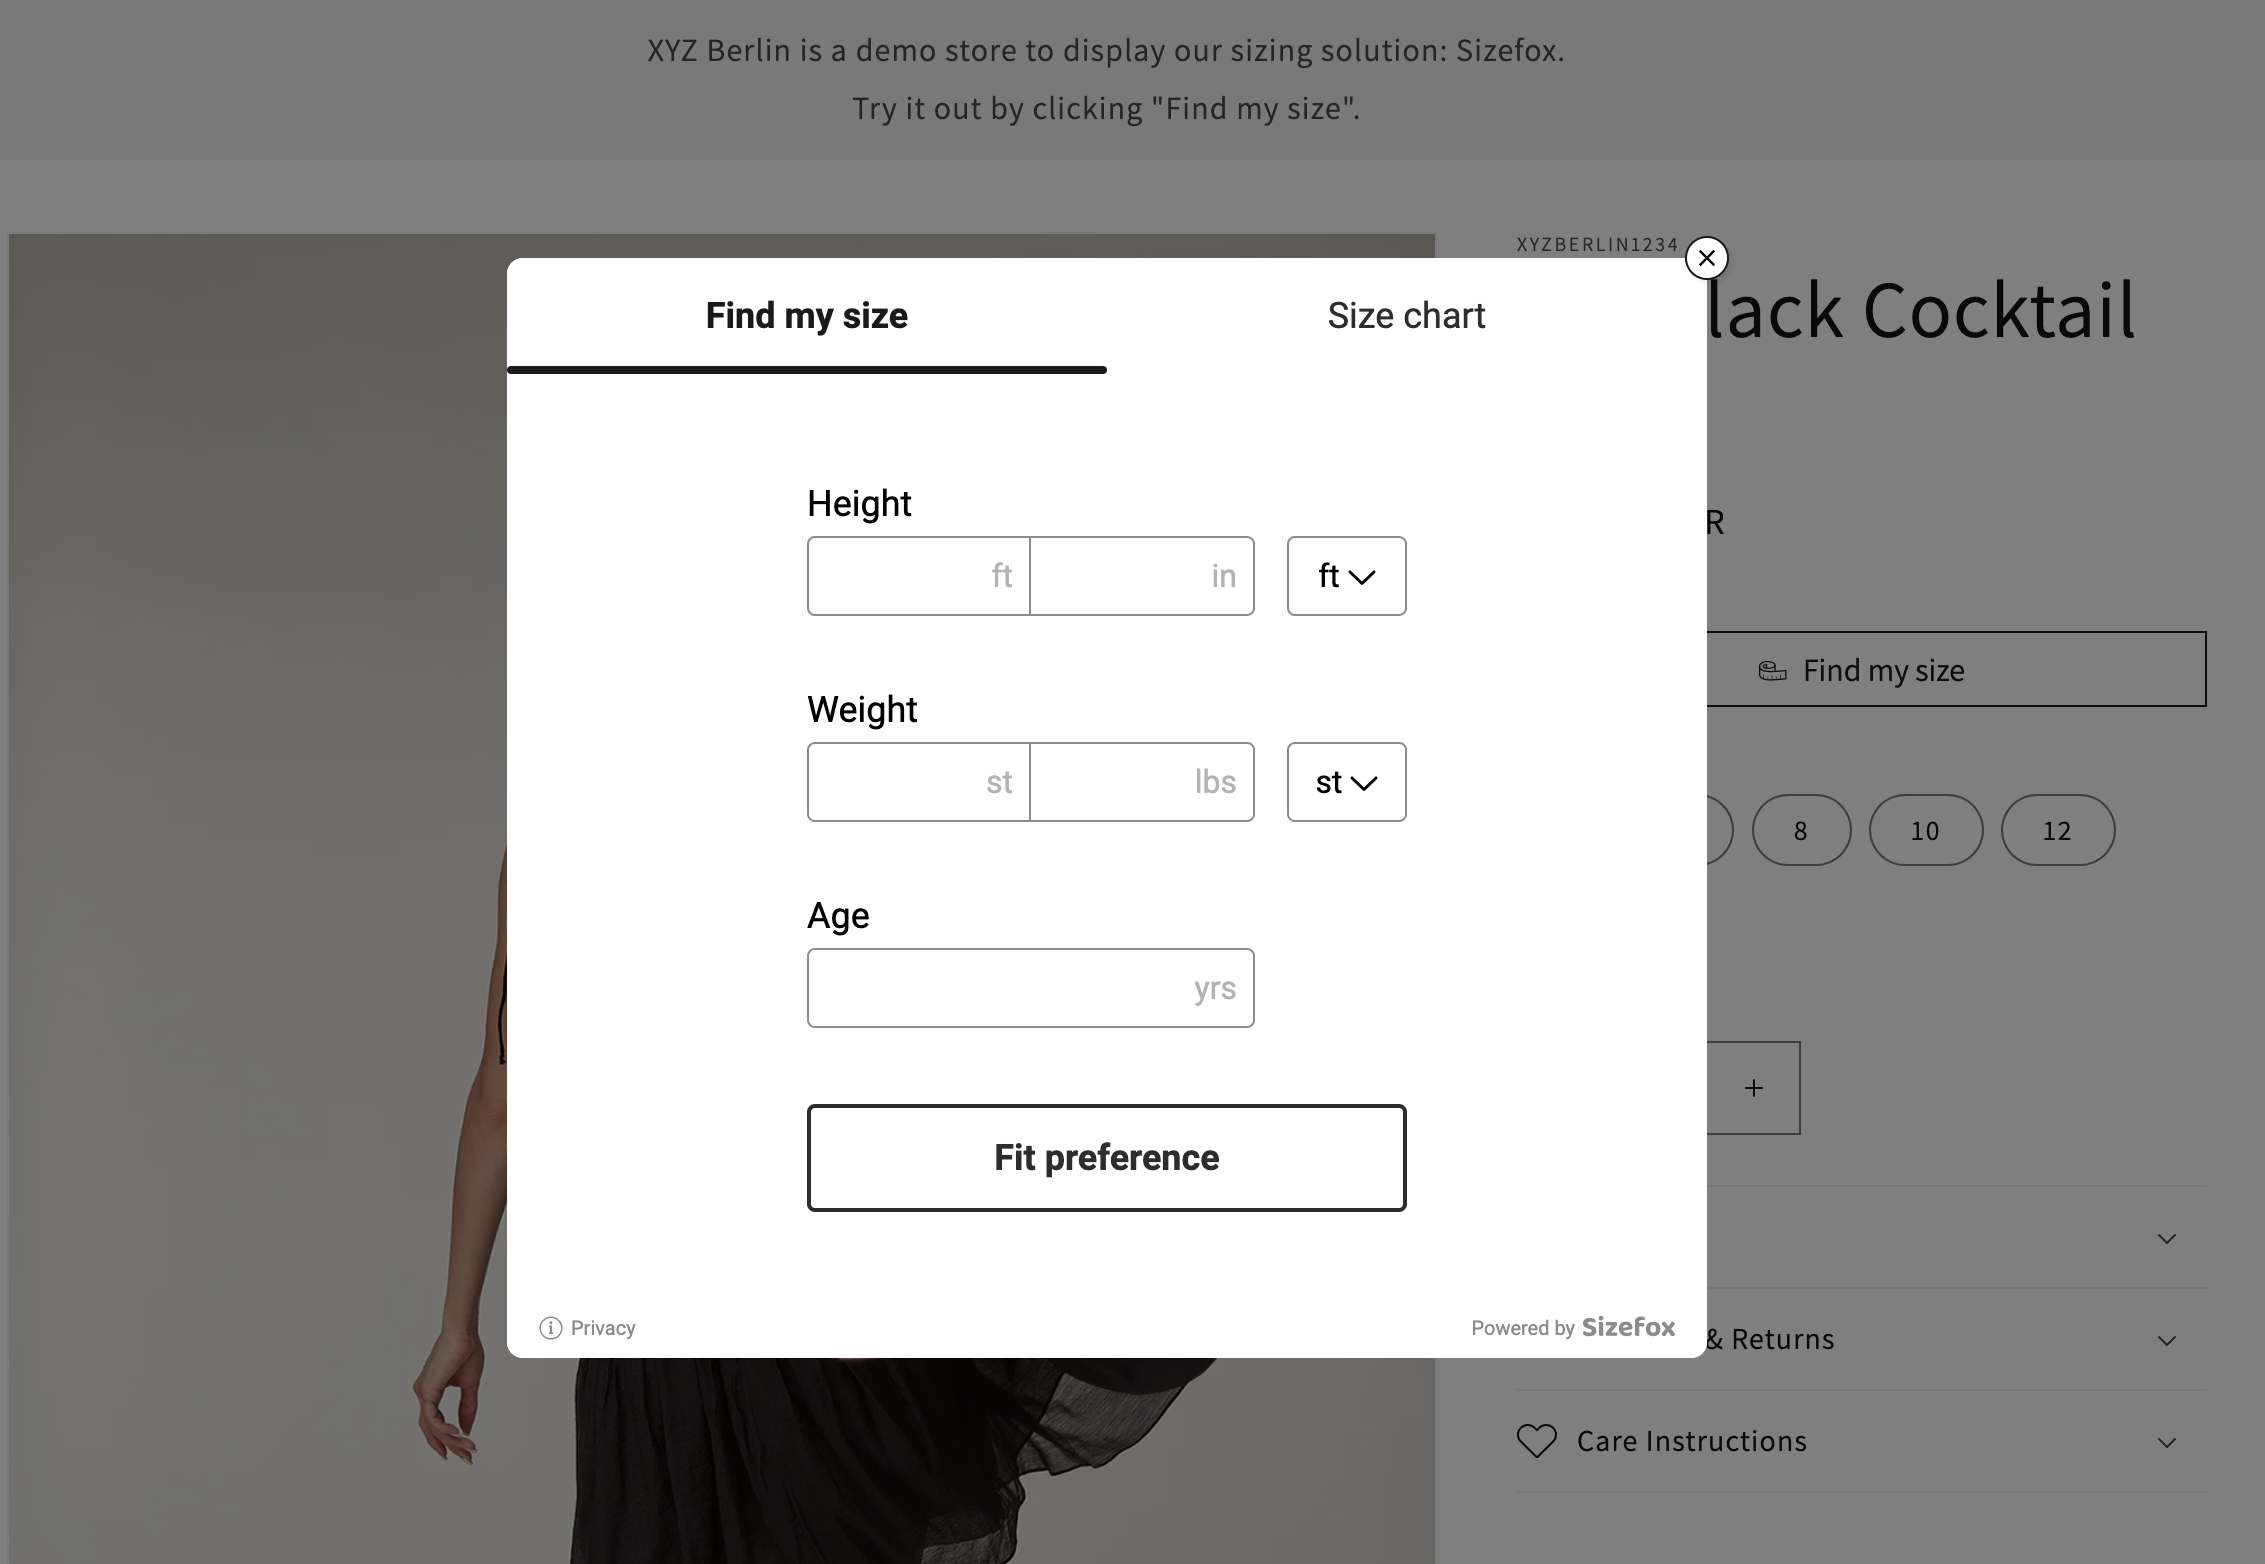 XYZ Berlin is a demo store to display our sizing solution: Sizefox.
Try it out by clicking "Find my size".
XYZBERLIN1234
lack Cocktail
R
Find my size
8 10 12
+
& Returns
Care Instructions
Find my size Size chart
Height
ft in ft
Weight
st lbs st
Age
yrs
Fit preference
Privacy Powered by Sizefox